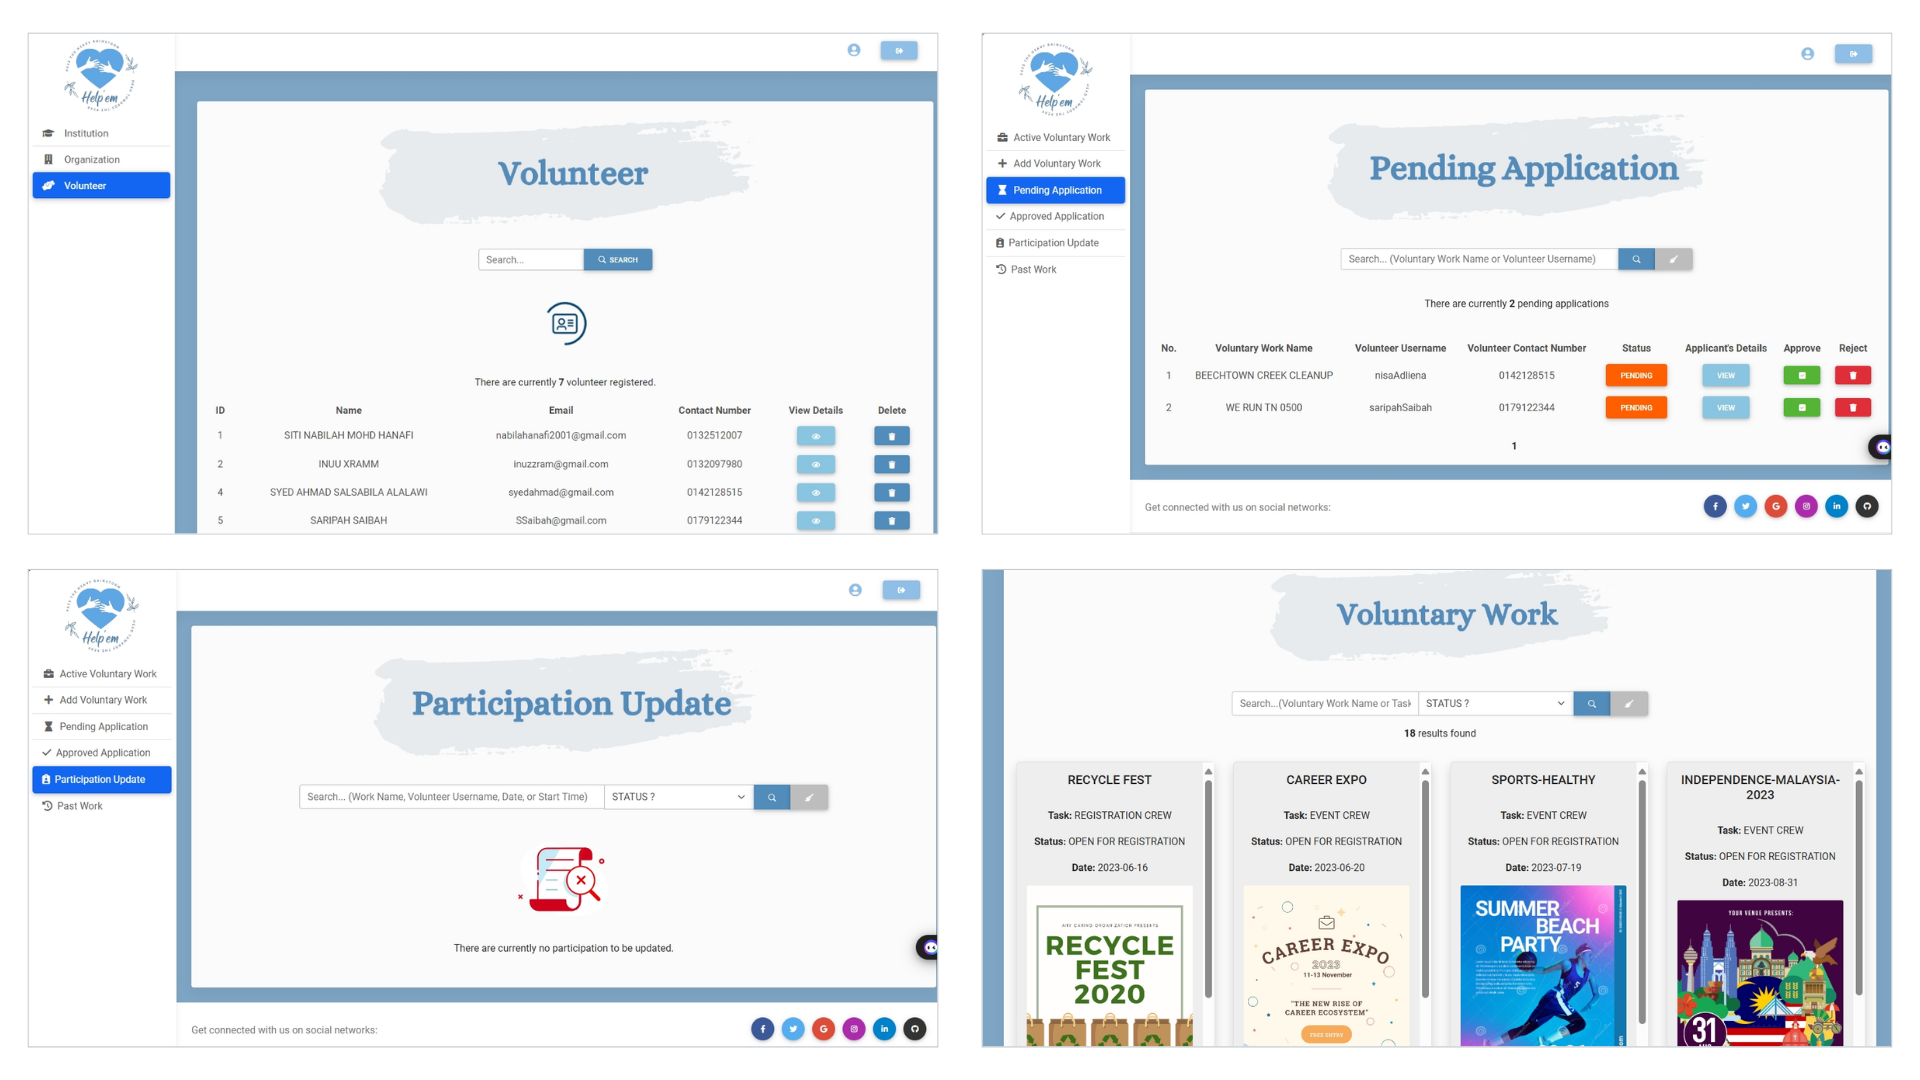 Help'em
Institution
Organization
Volunteer
Volunteer
Search...
SEARCH
There are currently 7 volunteer registered.
ID Name Email Contact Number View Details Delete
1 SITI NABILAH MOHD HANAFI nabilahanafi2001@gmail.com 0132512007
2 INUU XRAMM inuzzram@gmail.com 0132097980
4 SYED AHMAD SALSABILA ALALAWI syedahmad@gmail.com 0142128515
5 SARIPAH SAIBAH SSaibah@gmail.com 0179122344
Help'em
Active Voluntary Work
Add Voluntary Work
Pending Application
Approved Application
Participation Update
Past Work
Pending Application
Search... (Voluntary Work Name or Volunteer Username)
There are currently 2 pending applications
No. Voluntary Work Name Volunteer Username Volunteer Contact Number Status Applicant's Details Approve Reject
1 BEECHTOWN CREEK CLEANUP nisaAdliena 0142128515 PENDING VIEW
2 WE RUN TN 0500 saripahSaibah 0179122344 PENDING VIEW
1
Get connected with us on social networks:
Help'em
Active Voluntary Work
Add Voluntary Work
Pending Application
Approved Application
Participation Update
Past Work
Participation Update
Search... (Work Name, Volunteer Username, Date, or Start Time) STATUS ?
There are currently no participation to be updated.
Get connected with us on social networks:
Voluntary Work
Search...(Voluntary Work Name or Task STATUS ?
18 results found
RECYCLE FEST
Task: REGISTRATION CREW
Status: OPEN FOR REGISTRATION
Date: 2023-06-16
RECYCLE
FEST
2020
CAREER EXPO
Task: EVENT CREW
Status: OPEN FOR REGISTRATION
Date: 2023-06-20
CAREER EXPO
2023
11-13 November
"THE NEW RISE OF
CAREER ECOSYSTEM"
FREE ENTRY
SPORTS-HEALTHY
Task: EVENT CREW
Status: OPEN FOR REGISTRATION
Date: 2023-07-19
SUMMER
BEACH
PARTY
INDEPENDENCE-MALAYSIA-
2023
Task: EVENT CREW
Status: OPEN FOR REGISTRATION
Date: 2023-08-31
YOUR VENUE PRESENTS:
31